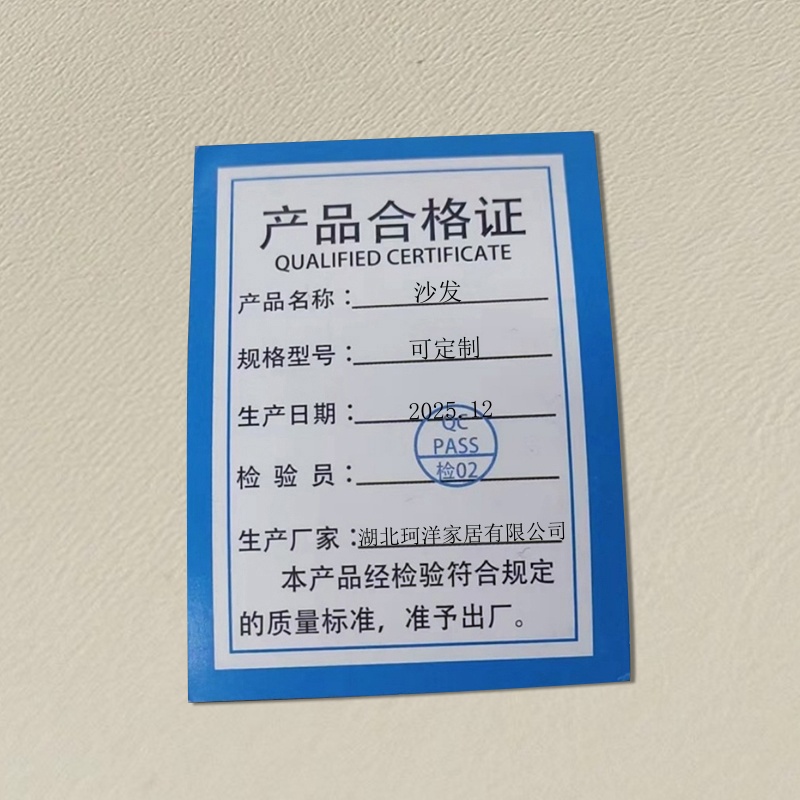 产品合格证
QUALIFIED CERTIFICATE
产品名称：沙发
规格型号：可定制
生产日期：2025.12
QC
PASS
检验员：检02
生产厂家：湖北珂洋家居有限公司
本产品经检验符合规定
的质量标准，准予出厂。